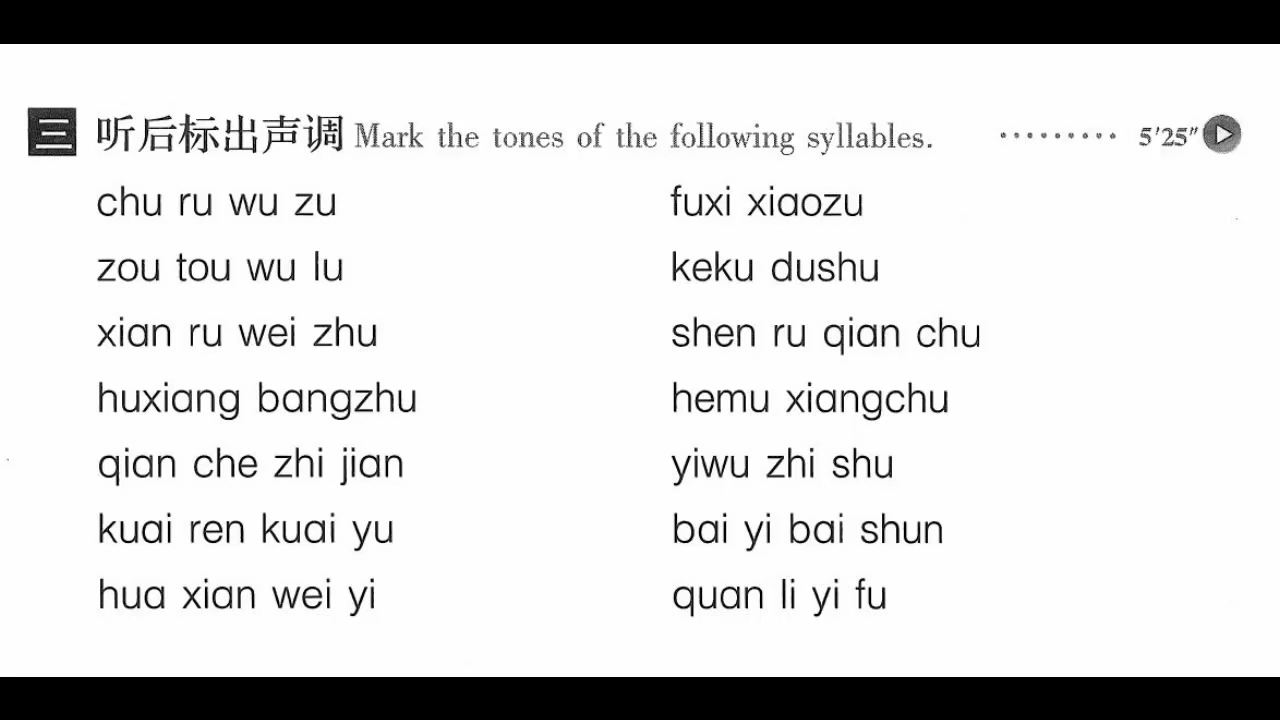 三 听后标出声调 Mark the tones of the following syllables. ......... 5′25″
chu ru wu zu fuxi xiaozu
zou tou wu lu keku dushu
xian ru wei zhu shen ru qian chu
huxiang bangzhu hemu xiangchu
qian che zhi jian yiwu zhi shu
kuai ren kuai yu bai yi bai shun
hua xian wei yi quan li yi fu